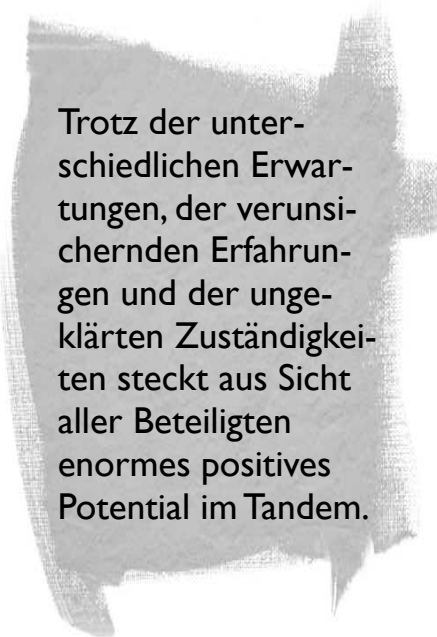 Trotz der unter-
schiedlichen Erwar-
tungen, der verunsi-
chernden Erfahrun-
gen und der unge-
klärten Zuständigkei-
ten steckt aus Sicht
aller Beteiligten
enormes positives
Potential im Tandem.